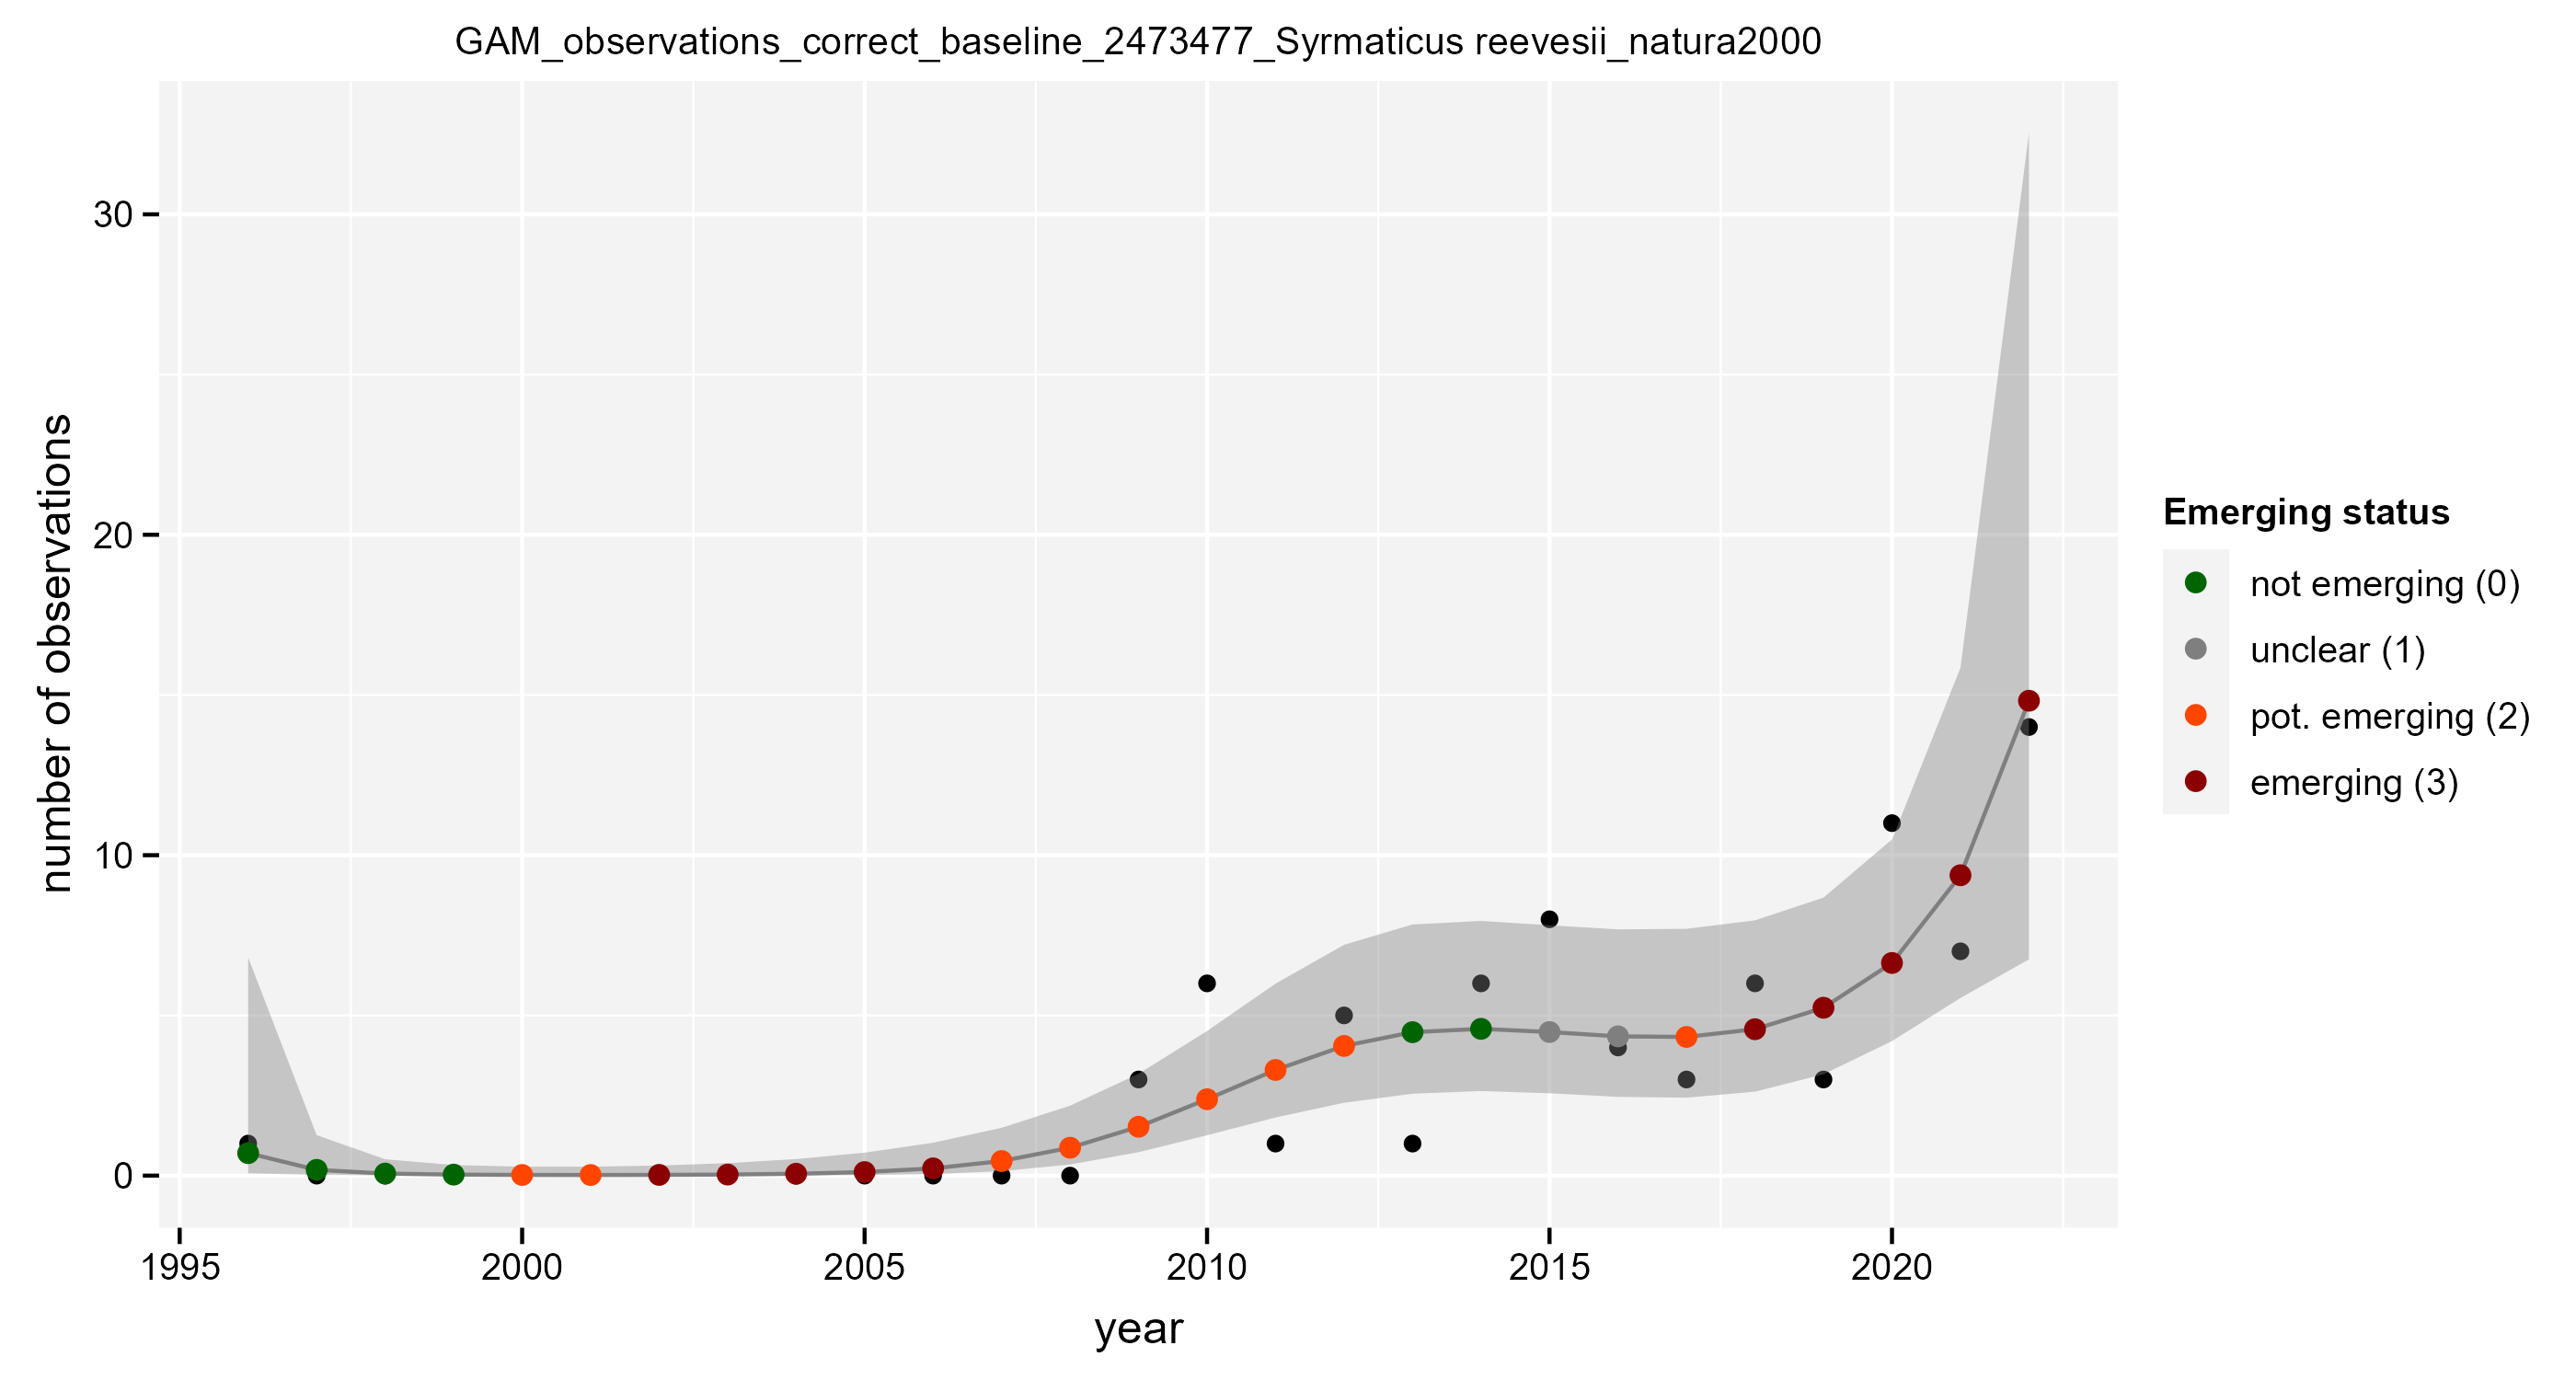 GAM_observations_correct_baseline_2473477_Syrmaticus reevesii_natura2000
number of observations
30
20
10
0
1995 2000 2005 2010 2015 2020
year
Emerging status
not emerging (0)
unclear (1)
pot. emerging (2)
emerging (3)